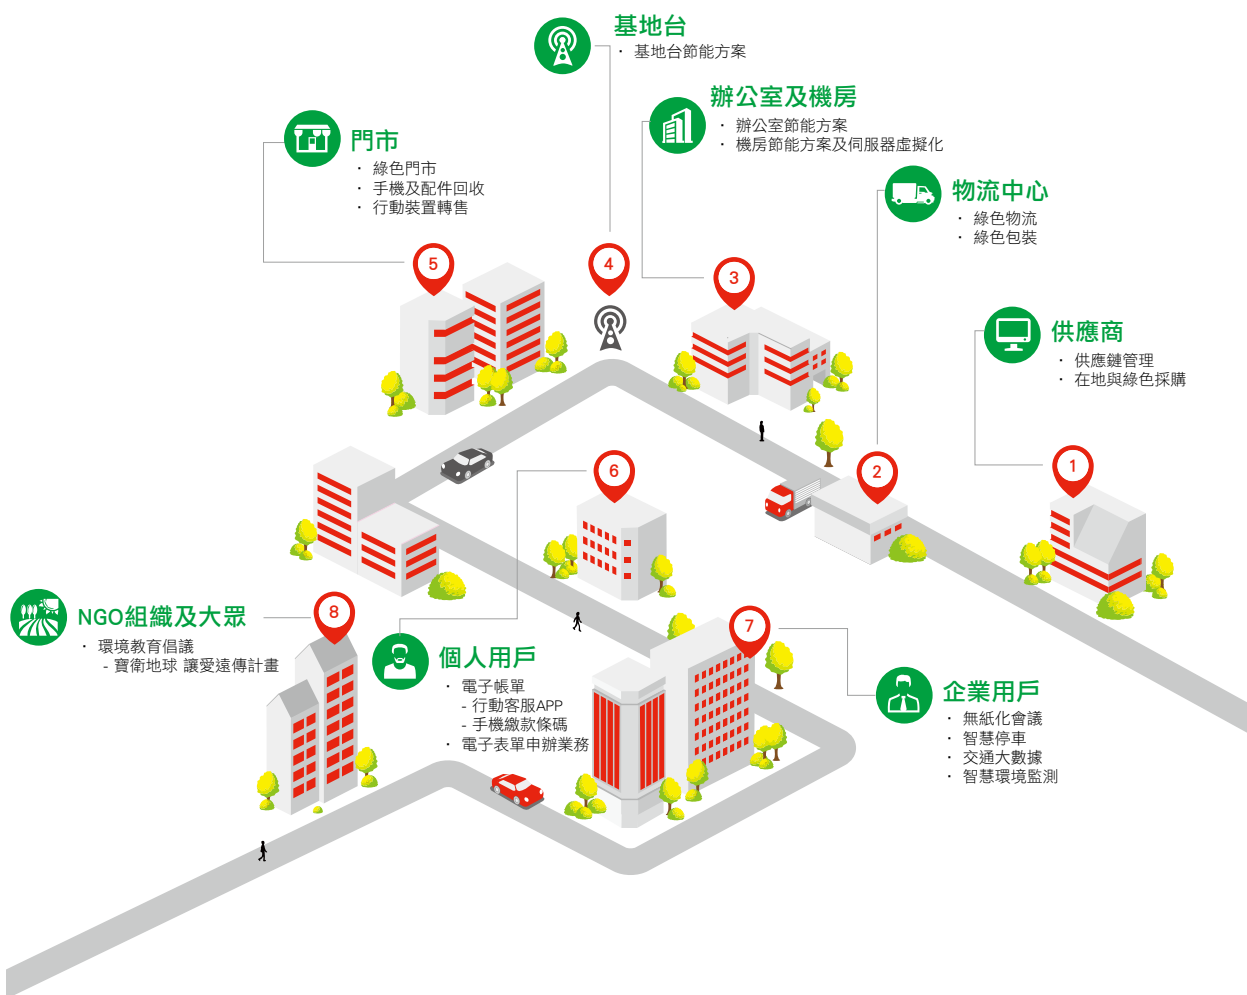 基地台
· 基地台節能方案
辦公室及機房
· 辦公室節能方案
· 機房節能方案及伺服器虛擬化
門市
· 綠色門市
· 手機及配件回收
· 行動裝置轉售
物流中心
· 綠色物流
· 綠色包裝
5
4
3
供應商
· 供應鏈管理
· 在地與綠色採購
6
2
1
NGO組織及大眾
· 環境教育倡議
- 寶衛地球 讓愛遠傳計畫
8
7
個人用戶
· 電子帳單
- 行動客服APP
- 手機繳款條碼
· 電子表單申辦業務
企業用戶
· 無紙化會議
· 智慧停車
· 交通大數據
· 智慧環境監測